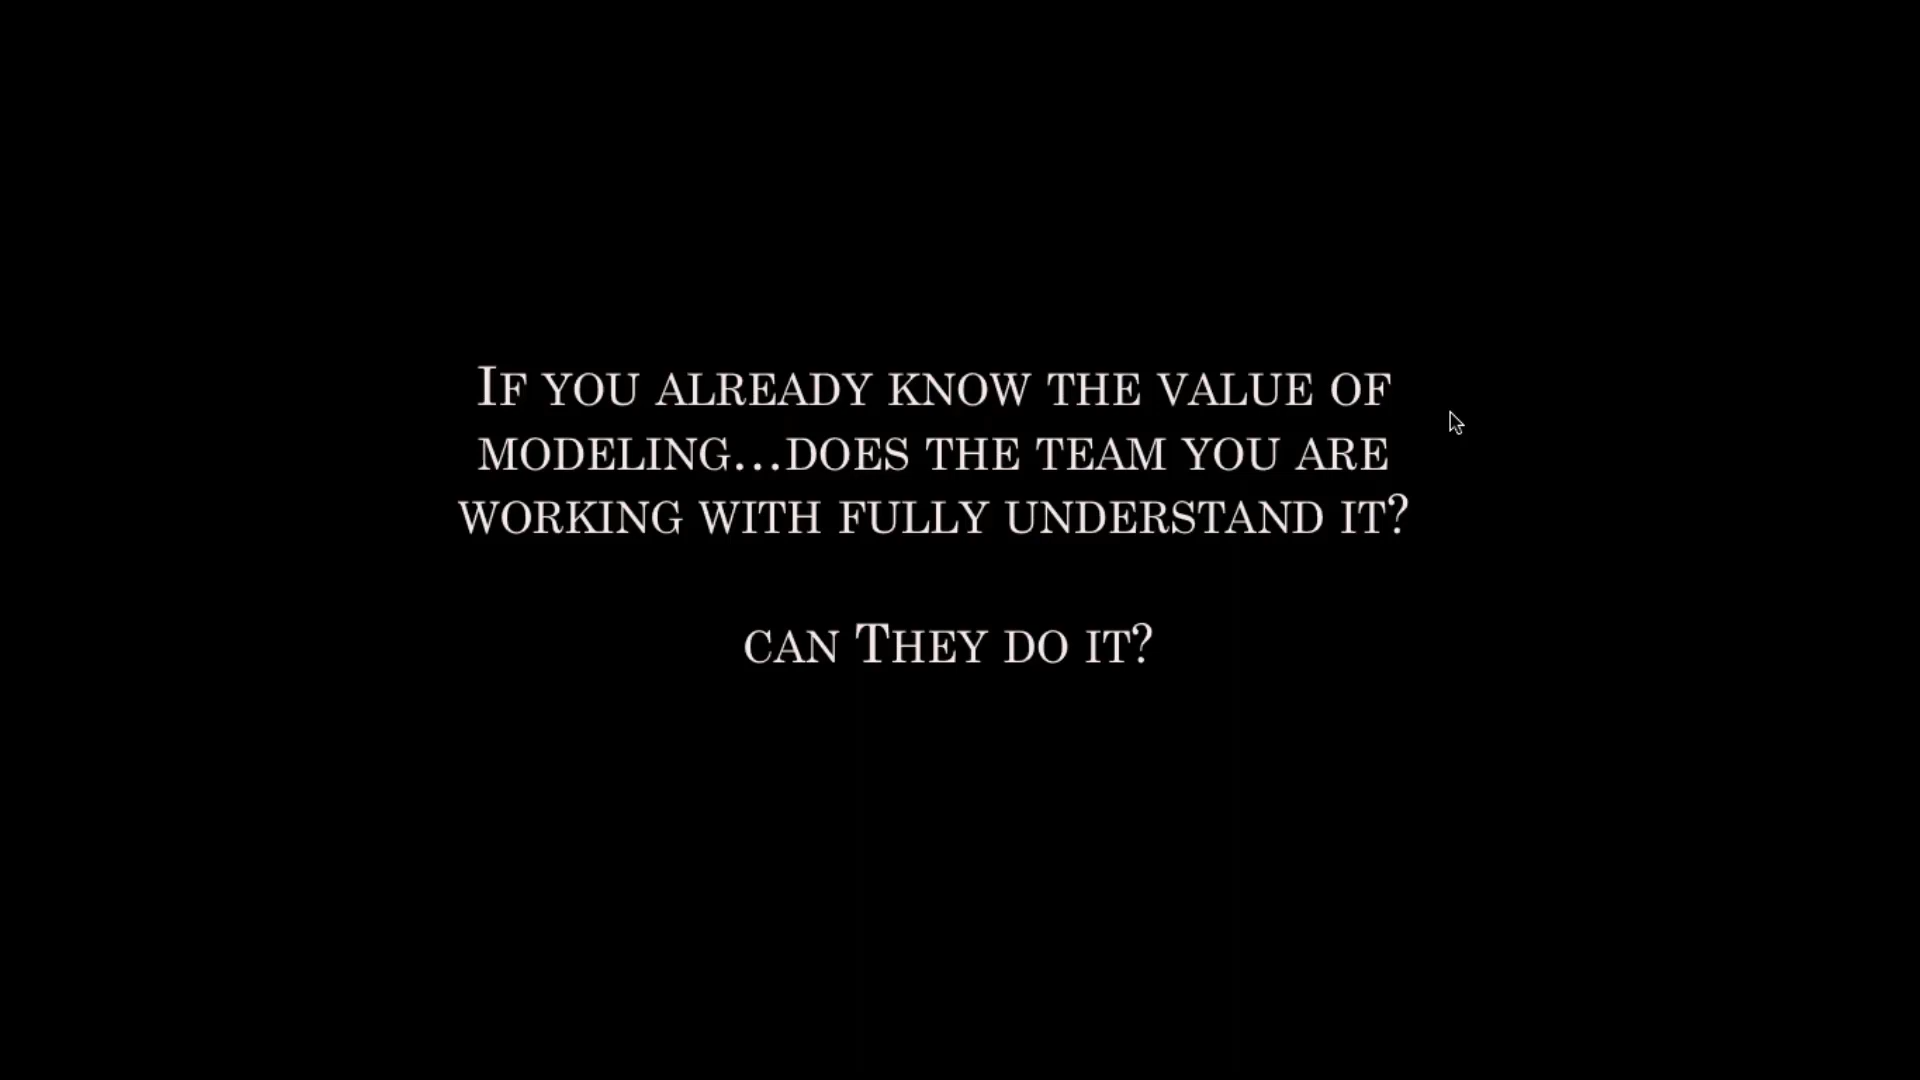 If you already know the value of
modeling...does the team you are
working with fully understand it?
can They do it?